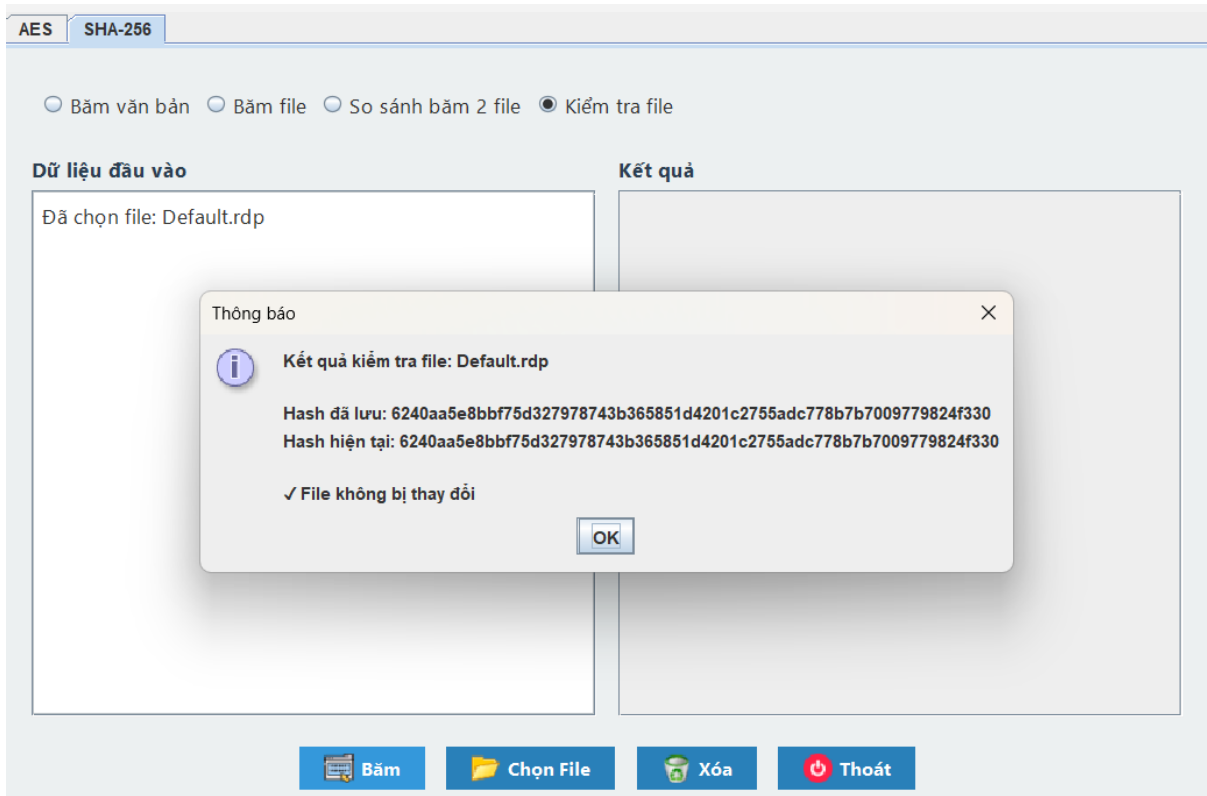 AES SHA-256
Băm văn bản Băm file So sánh băm 2 file Kiểm tra file
Dữ liệu đầu vào Kết quả
Đã chọn file: Default.rdp
Thông báo
Kết quả kiểm tra file: Default.rdp
Hash đã lưu: 6240aa5e8bbf75d327978743b365851d4201c2755adc778b7b7009779824f330
Hash hiện tại: 6240aa5e8bbf75d327978743b365851d4201c2755adc778b7b7009779824f330
✓ File không bị thay đổi
OK
Băm Chọn File Xóa Thoát